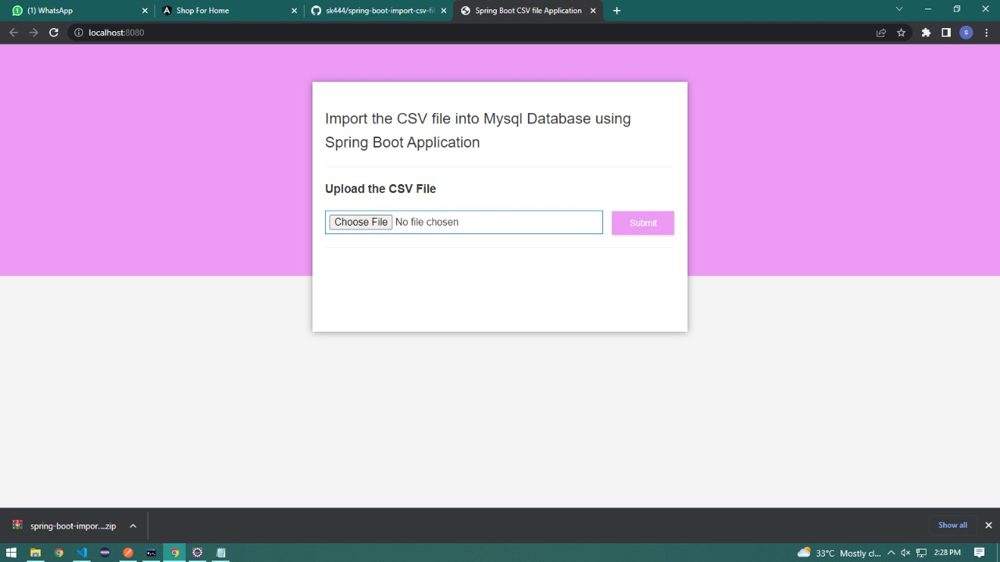 (1) WhatsApp
Shop For Home
sk444/spring-boot-import-csv-fi
Spring Boot CSV file Application
localhost:8080
S
Import the CSV file into Mysql Database using
Spring Boot Application
Upload the CSV File
Choose File No file chosen
Submit
spring-boot-impor....zip
Show all
33°C Mostly cl...
2:28 PM